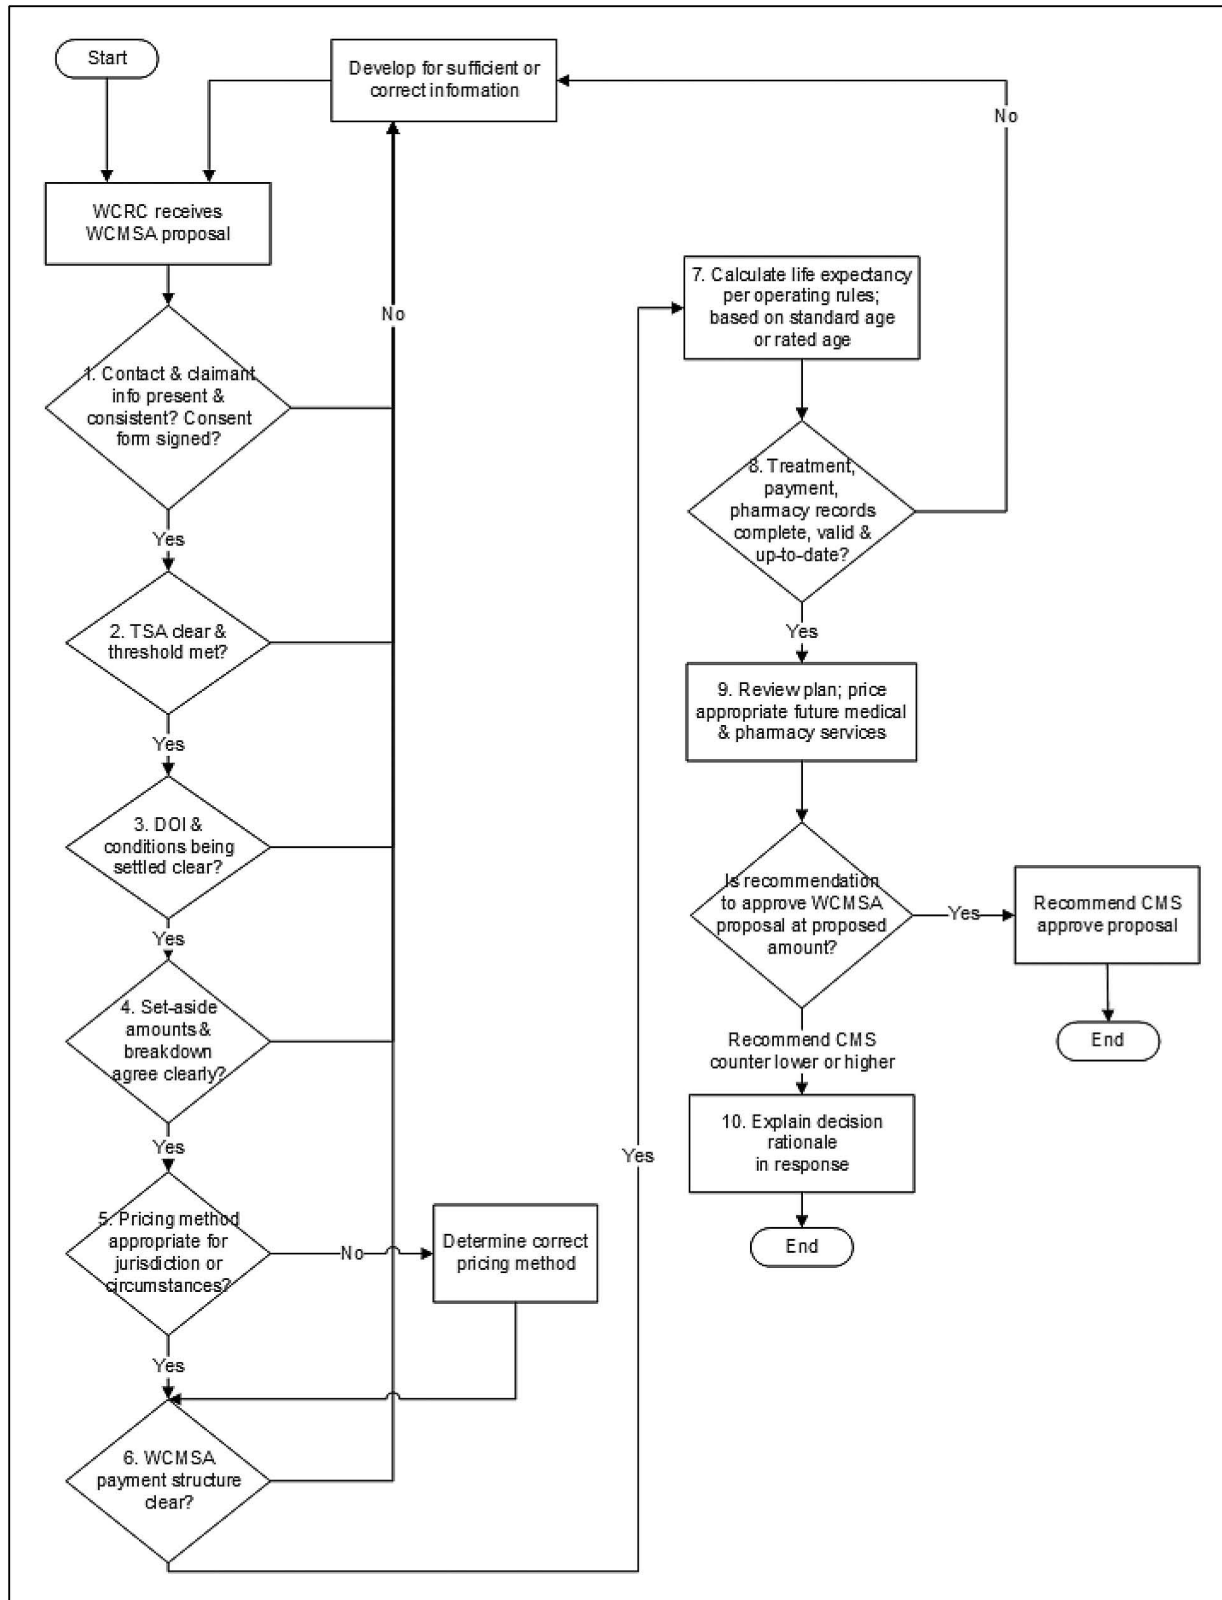 Start
Develop for sufficient or
correct information
No
WCRC receives
WCMSA proposal
No
1. Contact & claimant
info present &
consistent? Consent
form signed?
Yes
2. TSA clear &
threshold met?
Yes
3. DOI &
conditions being
settled clear?
Yes
4. Set-aside
amounts &
breakdown
agree clearly?
Yes
5. Pricing method
appropriate for
jurisdiction or
circumstances?
No
Determine correct
pricing method
Yes
6. WCMSA
payment structure
clear?
Yes
7. Calculate life expectancy
per operating rules;
based on standard age
or rated age
8. Treatment,
payment,
pharmacy records
complete, valid &
up-to-date?
Yes
9. Review plan; price
appropriate future medical
& pharmacy services
Is recommendation
to approve WCMSA
proposal at proposed
amount?
Yes
Recommend CMS
approve proposal
End
Recommend CMS
counter lower or higher
10. Explain decision
rationale
in response
End